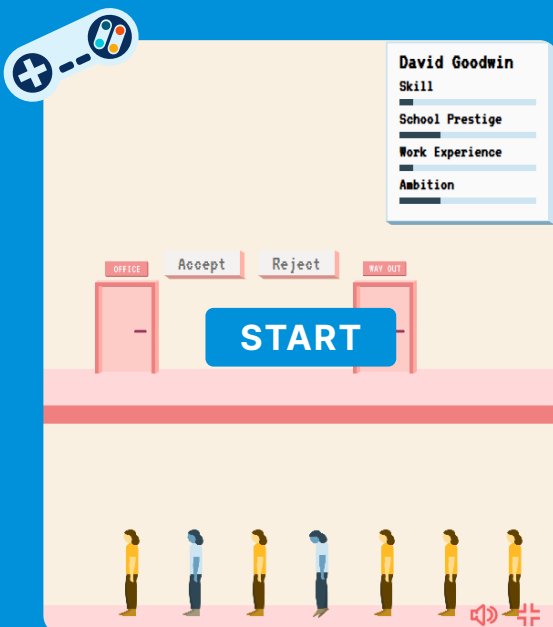 David Goodwin
Skill
School Prestige
Work Experience
Ambition
OFFICE
Accept
Reject
WAY OUT
START